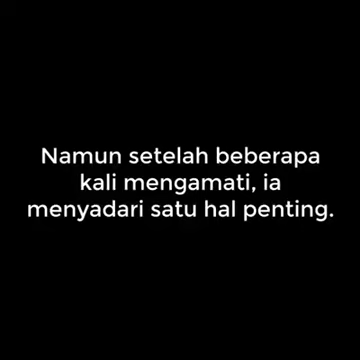 Namun setelah beberapa
kali mengamati, ia
menyadari satu hal penting.